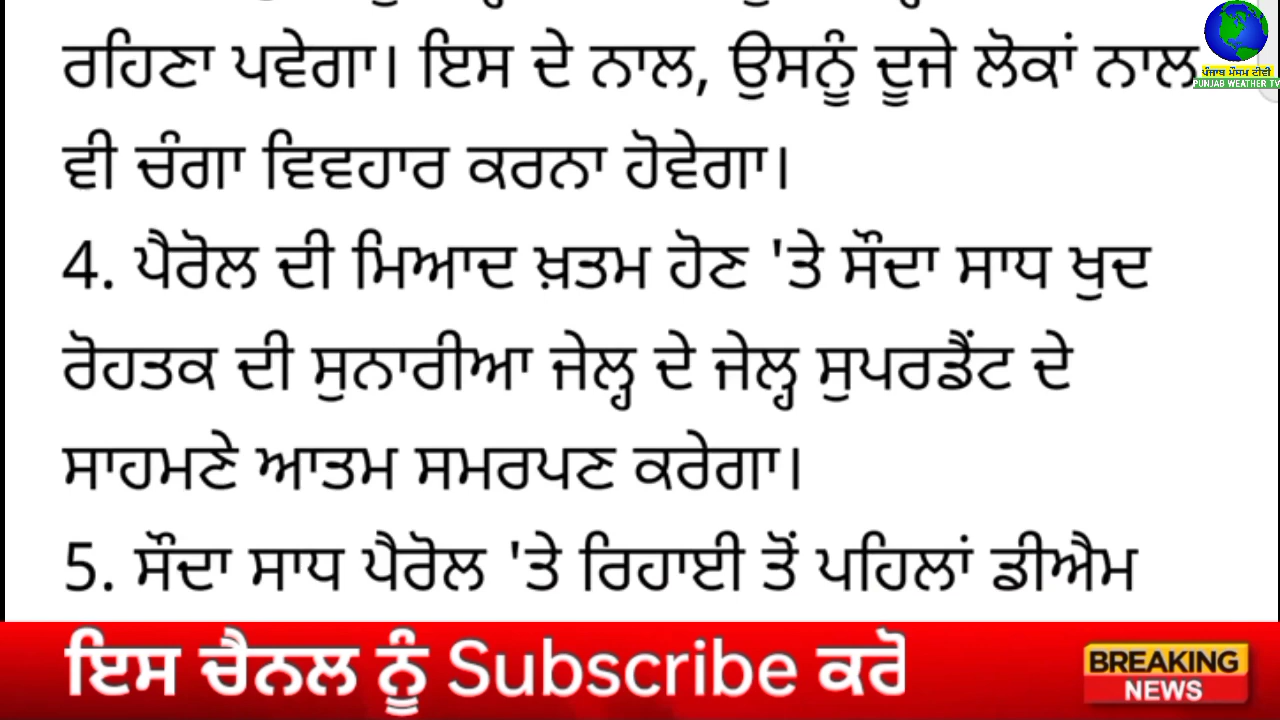 ਰਹਿਣਾ ਪਵੇਗਾ। ਇਸ ਦੇ ਨਾਲ, ਉਸਨੂੰ ਦੂਜੇ ਲੋਕਾਂ ਨਾਲ
ਪੰਜਾਬ ਮੌਸਮ ਟੀਵੀ
PUNJAB WEATHER TV
ਵੀ ਚੰਗਾ ਵਿਵਹਾਰ ਕਰਨਾ ਹੋਵੇਗਾ।
4. ਪੈਰੋਲ ਦੀ ਮਿਆਦ ਖ਼ਤਮ ਹੋਣ 'ਤੇ ਸੌਦਾ ਸਾਧ ਖੁਦ
ਰੋਹਤਕ ਦੀ ਸੁਨਾਰੀਆ ਜੇਲ੍ਹ ਦੇ ਜੇਲ੍ਹ ਸੁਪਰਡੈਂਟ ਦੇ
ਸਾਹਮਣੇ ਆਤਮ ਸਮਰਪਣ ਕਰੇਗਾ।
5. ਸੌਦਾ ਸਾਧ ਪੈਰੋਲ 'ਤੇ ਰਿਹਾਈ ਤੋਂ ਪਹਿਲਾਂ ਡੀਐਮ
ਇਸ ਚੈਨਲ ਨੂੰ Subscribe ਕਰੋ
BREAKING
NEWS